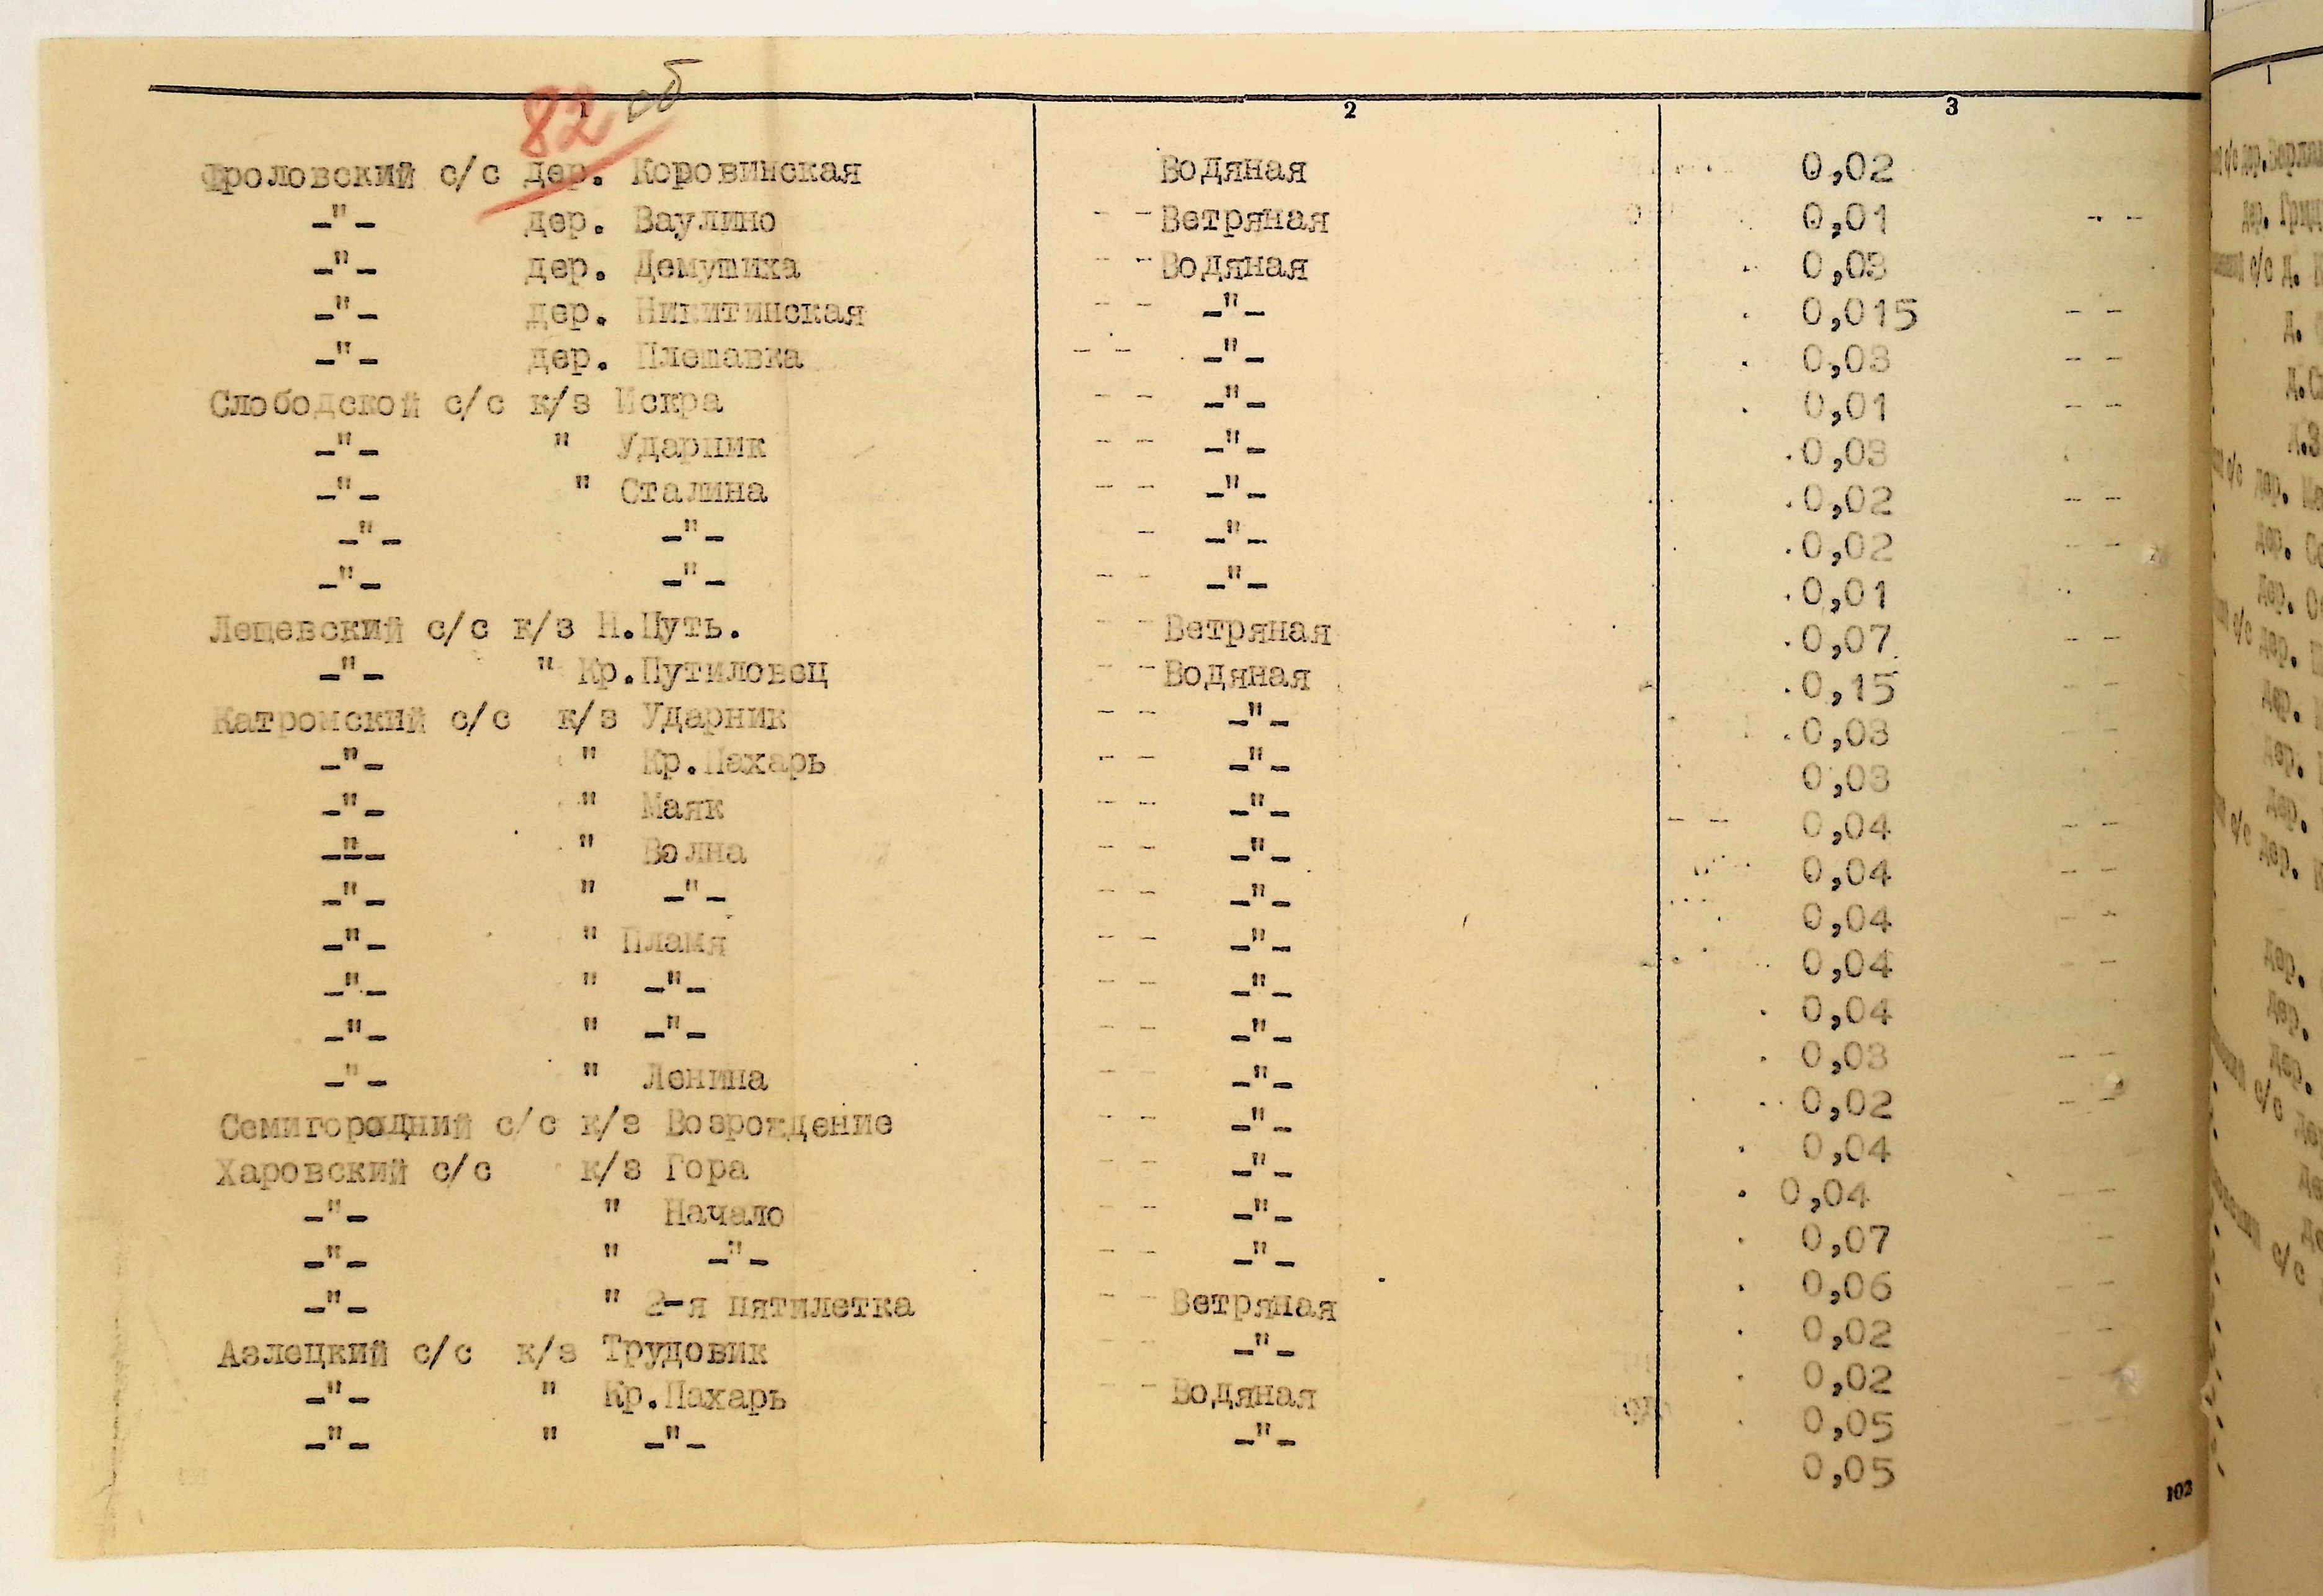 82 об
1 2 3
Фроловский с/с дер. Коровинская Водяная 0,02
-"- дер. Ваулино Ветряная 0,01
-"- дер. Демушиха Водяная 0,03
-"- дер. Никитинская -"- 0,015
-"- дер. Плешавка -"- 0,03
Слободской с/с к/з Искра -"- 0,01
-"- " Ударник -"- 0,03
-"- " Сталина -"- 0,02
-"- -"- -"- 0,02
-"- -"- -"- 0,01
Лещевский с/с к/з Н.Путь. Ветряная 0,07
-"- " Кр.Путиловец Водяная 0,15
Катромский с/с к/з Ударник -"- 0,03
-"- " Кр.Пахарь -"- 0,03
-"- " Маяк -"- 0,04
-"- " Волна -"- 0,04
-"- " -"- -"- 0,04
-"- " Пламя -"- 0,04
-"- " -"- -"- 0,04
-"- " -"- -"- 0,03
-"- " Ленина -"- 0,02
Семигородний с/с к/з Возрождение -"- 0,04
Харовский с/с к/з Гора -"- 0,04
-"- " Начало -"- 0,07
-"- " -"- -"- 0,06
-"- " 2-я пятилетка Ветряная 0,02
Азлецкий с/с к/з Трудовик -"- 0,02
-"- " Кр.Пахарь Водяная 0,05
-"- " -"- -"- 0,05
102